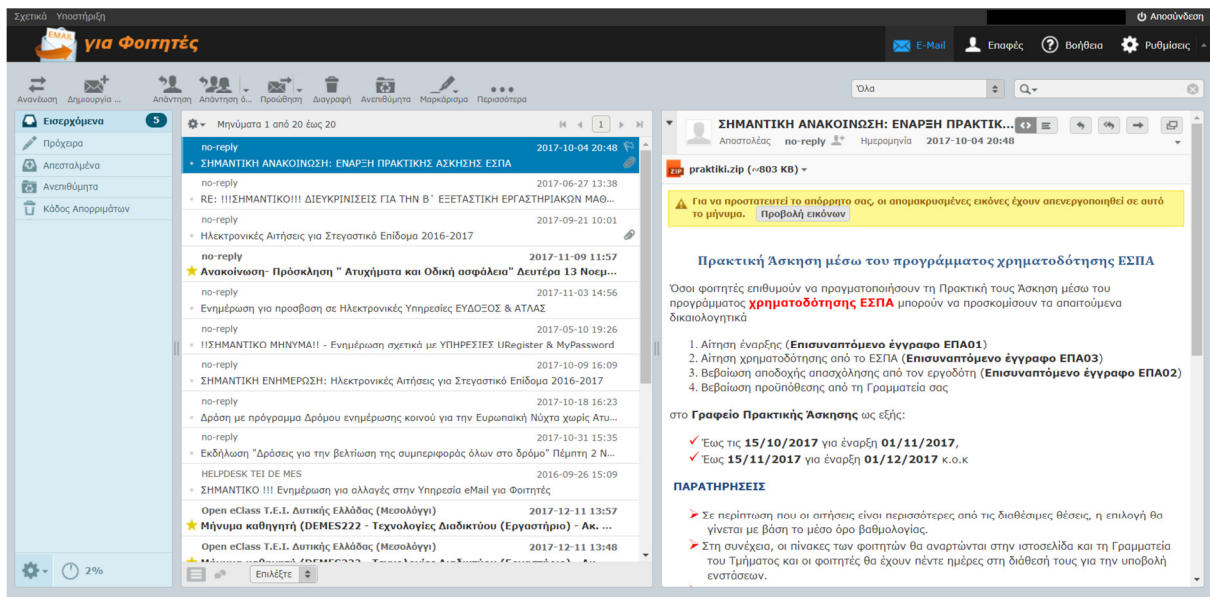 Σχετικά Υποστήριξη
Αποσύνδεση
EMAIL για Φοιτητές
E-Mail Επαφές Βοήθεια Ρυθμίσεις
Ανανέωση Δημιουργία ... Απάντηση Απάντηση ό... Προώθηση Διαγραφή Ανεπιθύμητα Μαρκάρισμα Περισσότερα
Όλα
Εισερχόμενα 5
Πρόχειρα
Απεσταλμένα
Ανεπιθύμητα
Κάδος Απορριμάτων
2%
Μηνύματα 1 από 20 έως 20 1
no-reply 2017-10-04 20:48
ΣΗΜΑΝΤΙΚΗ ΑΝΑΚΟΙΝΩΣΗ: ΕΝΑΡΞΗ ΠΡΑΚΤΙΚΗΣ ΑΣΚΗΣΗΣ ΕΣΠΑ
no-reply 2017-06-27 13:38
RE: !!!ΣΗΜΑΝΤΙΚΟ!!! ΔΙΕΥΚΡΙΝΙΣΕΙΣ ΓΙΑ ΤΗΝ Β΄ ΕΞΕΤΑΣΤΙΚΗ ΕΡΓΑΣΤΗΡΙΑΚΩΝ ΜΑΘ...
no-reply 2017-09-21 10:01
Ηλεκτρονικές Αιτήσεις για Στεγαστικό Επίδομα 2016-2017
no-reply 2017-11-09 11:57
Ανακοίνωση- Πρόσκληση " Ατυχήματα και Οδική ασφάλεια" Δευτέρα 13 Νοεμ...
no-reply 2017-11-03 14:56
Ενημέρωση για προσβαση σε Ηλεκτρονικές Υπηρεσίες ΕΥΔΟΞΟΣ & ΑΤΛΑΣ
no-reply 2017-05-10 19:26
!!ΣΗΜΑΝΤΙΚΟ ΜΗΝΥΜΑ!! - Ενημέρωση σχετικά με ΥΠΗΡΕΣΙΕΣ URegister & MyPassword
no-reply 2017-10-09 16:09
ΣΗΜΑΝΤΙΚΗ ΕΝΗΜΕΡΩΣΗ: Ηλεκτρονικές Αιτήσεις για Στεγαστικό Επίδομα 2016-2017
no-reply 2017-10-18 16:23
Δράση με πρόγραμμα Δρόμου ενημέρωσης κοινού για την Ευρωπαϊκή Νύχτα χωρίς Ατυ...
no-reply 2017-10-31 15:35
Εκδήλωση "Δράσεις για την βελτίωση της συμπεριφοράς όλων στο δρόμο" Πέμπτη 2 Ν...
HELPDESK TEI DE MES 2016-09-26 15:09
ΣΗΜΑΝΤΙΚΟ !!! Ενημέρωση για αλλαγές στην Υπηρεσία eMail για Φοιτητές
Open eClass Τ.Ε.Ι. Δυτικής Ελλάδας (Μεσολόγγι) 2017-12-11 13:57
Μήνυμα καθηγητή (DEMES222 - Τεχνολογίες Διαδικτύου (Εργαστήριο) - Ακ. ...
Open eClass Τ.Ε.Ι. Δυτικής Ελλάδας (Μεσολόγγι) 2017-12-11 13:48
Επιλέξτε
ΣΗΜΑΝΤΙΚΗ ΑΝΑΚΟΙΝΩΣΗ: ΕΝΑΡΞΗ ΠΡΑΚΤΙΚ...
Αποστολέας no-reply Ημερομηνία 2017-10-04 20:48
ZIP praktiki.zip (~803 KB)
Για να προστατευτεί το απόρρητο σας, οι απομακρυσμένες εικόνες έχουν απενεργοποιηθεί σε αυτό
το μήνυμα. Προβολή εικόνων
Πρακτική Άσκηση μέσω του προγράμματος χρηματοδότησης ΕΣΠΑ
Όσοι φοιτητές επιθυμούν να πραγματοποιήσουν τη Πρακτική τους Άσκηση μέσω του
προγράμματος χρηματοδότησης ΕΣΠΑ μπορούν να προσκομίσουν τα απαιτούμενα
δικαιολογητικά
1. Αίτηση έναρξης (Επισυναπτόμενο έγγραφο ΕΠΑ01)
2. Αίτηση χρηματοδότησης από το ΕΣΠΑ (Επισυναπτόμενο έγγραφο ΕΠΑ03)
3. Βεβαίωση αποδοχής απασχόλησης από τον εργοδότη (Επισυναπτόμενο έγγραφο ΕΠΑ02)
4. Βεβαίωση προϋπόθεσης από τη Γραμματεία σας
στο Γραφείο Πρακτικής Άσκησης ως εξής:
Έως τις 15/10/2017 για έναρξη 01/11/2017,
Έως 15/11/2017 για έναρξη 01/12/2017 κ.ο.κ
ΠΑΡΑΤΗΡΗΣΕΙΣ
Σε περίπτωση που οι αιτήσεις είναι περισσότερες από τις διαθέσιμες θέσεις, η επιλογή θα
γίνεται με βάση το μέσο όρο βαθμολογίας.
Στη συνέχεια, οι πίνακες των φοιτητών θα αναρτώνται στην ιστοσελίδα και τη Γραμματεία
του Τμήματος και οι φοιτητές θα έχουν πέντε ημέρες στη διάθεσή τους για την υποβολή
ενστάσεων.